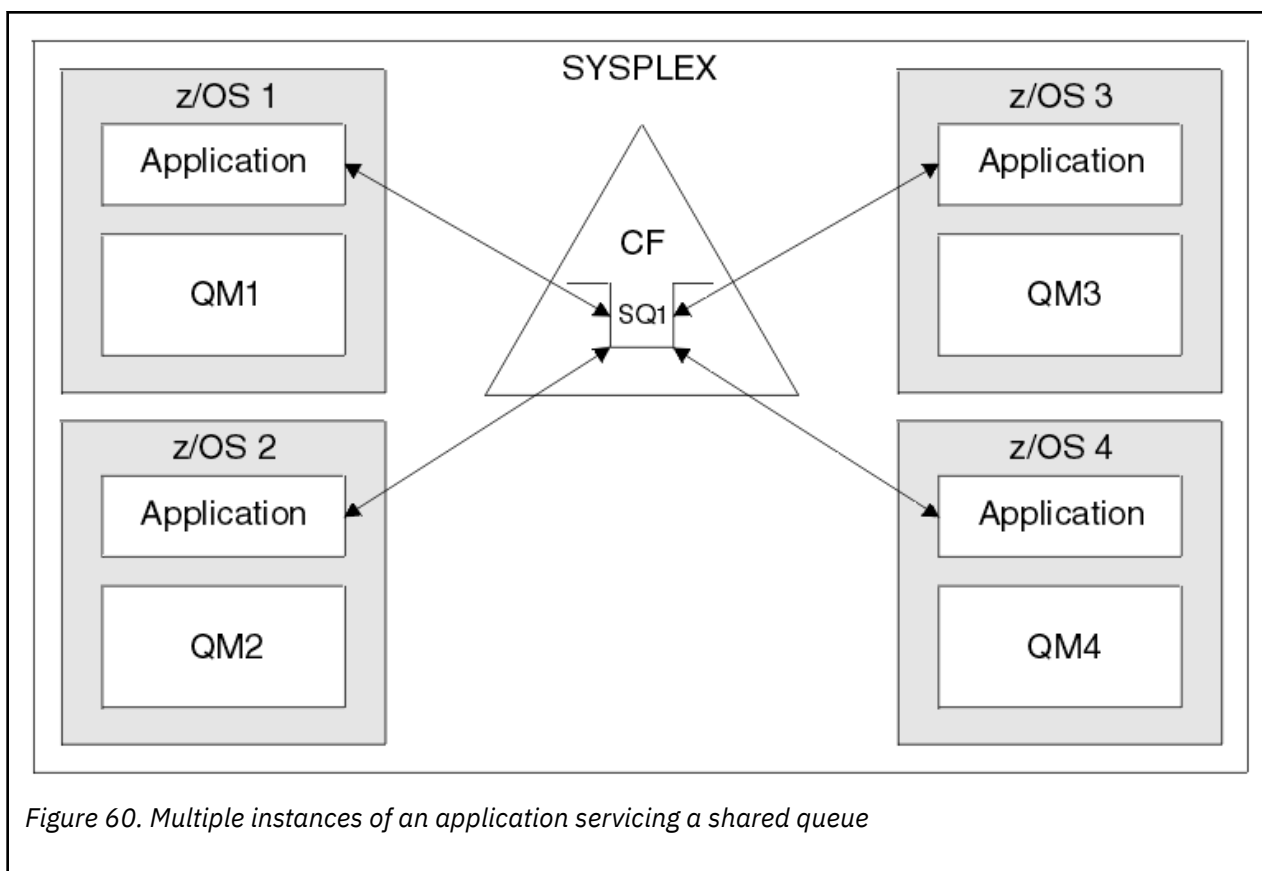 SYSPLEX
z/OS 1
Application
QM1
z/OS 2
Application
QM2
CF
SQ1
z/OS 3
Application
QM3
z/OS 4
Application
QM4
Figure 60. Multiple instances of an application servicing a shared queue